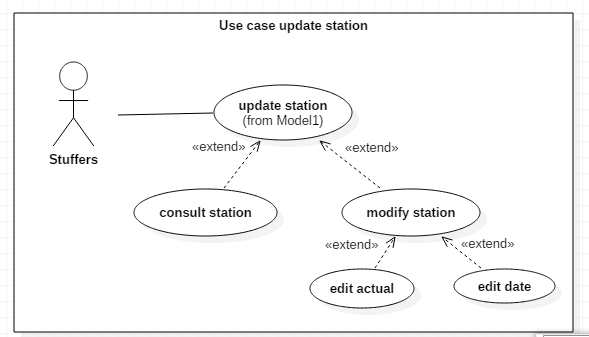 Use case update station
update station
(from Model1)
Stuffers
«extend»
«extend»
consult station
modify station
«extend»
«extend»
edit actual
edit date